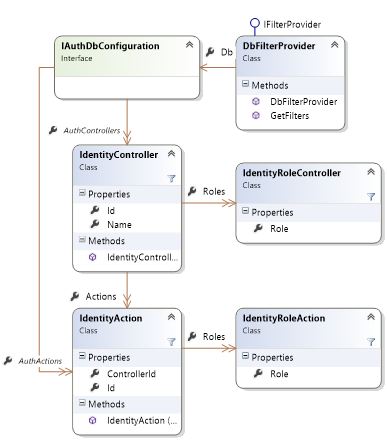 IFilterProvider
IAuthDbConfiguration
Interface
Db
DbFilterProvider
Class
Methods
DbFilterProvider
GetFilters
AuthControllers
IdentityController
Class
Properties
Id
Name
Methods
IdentityControll...
Roles
IdentityRoleController
Class
Properties
Role
Actions
IdentityAction
Class
Properties
ControllerId
Id
Methods
IdentityAction (...
Roles
IdentityRoleAction
Class
Properties
Role
AuthActions